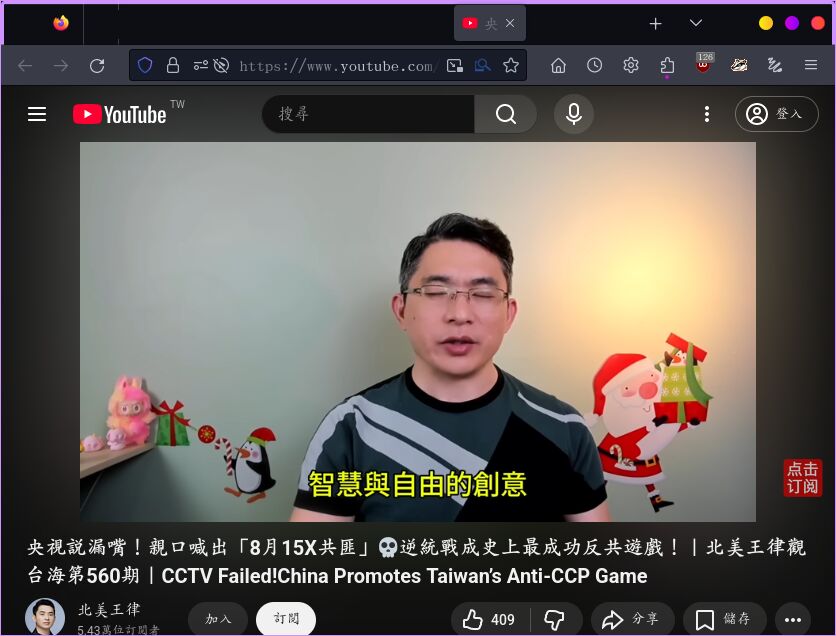 央
https://www.youtube.com/
126
YouTube TW
搜尋
登入
智慧與自由的創意
点击
订阅
央視説漏嘴！親口喊出「8月15X共匪」💀逆統戰成史上最成功反共遊戲！｜北美王律觀
台海第560期｜CCTV Failed!China Promotes Taiwan’s Anti-CCP Game
北美王律
5.43萬位訂閱者
加入
訂閱
409
分享
儲存